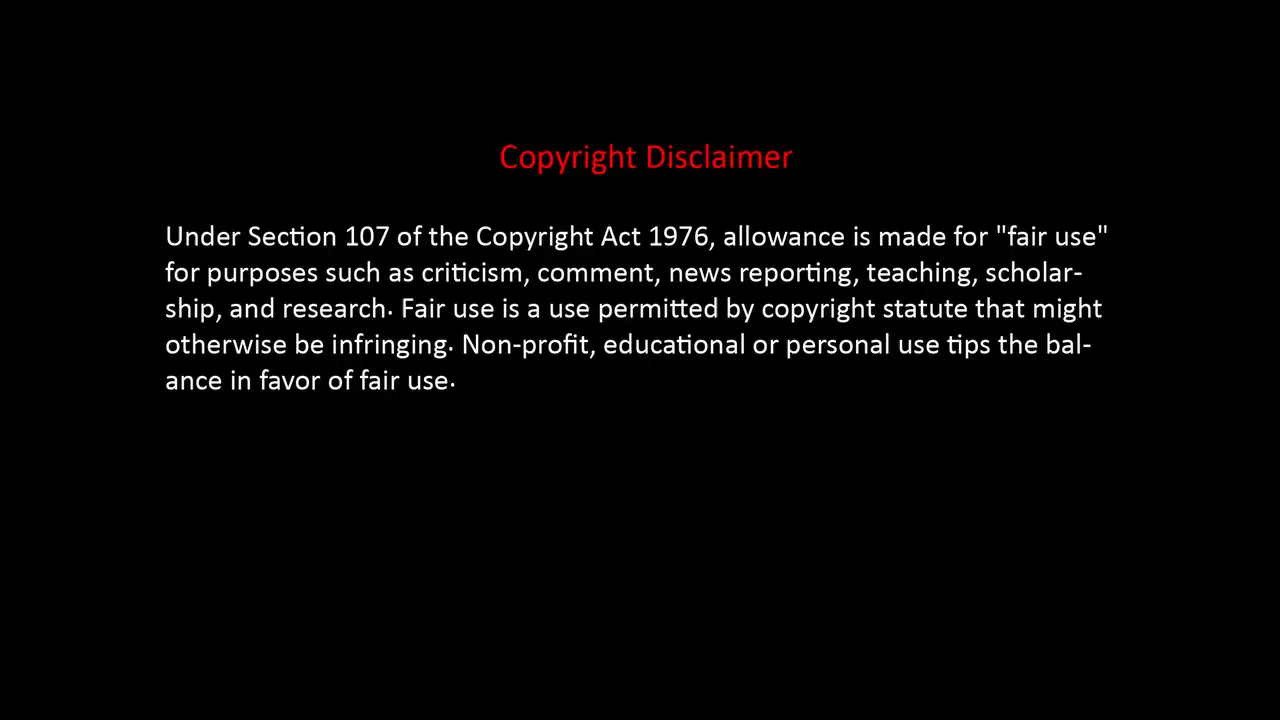 Copyright Disclaimer
Under Section 107 of the Copyright Act 1976, allowance is made for "fair use"
for purposes such as criticism, comment, news reporting, teaching, scholar-
ship, and research. Fair use is a use permitted by copyright statute that might
otherwise be infringing. Non-profit, educational or personal use tips the bal-
ance in favor of fair use.